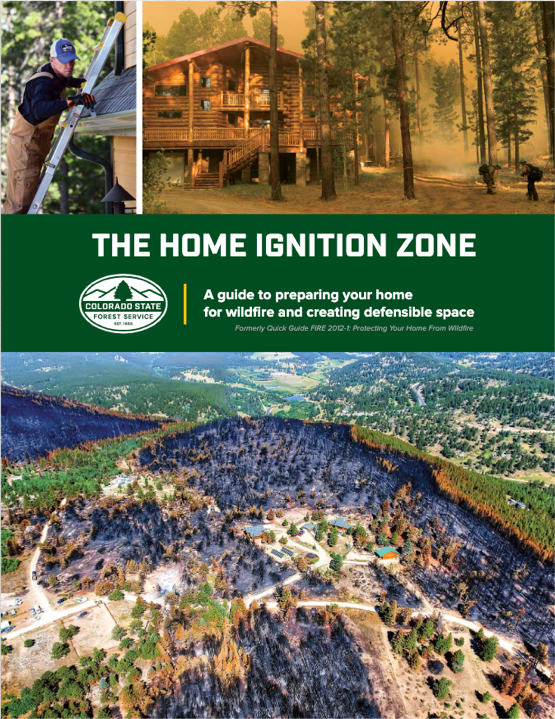 THE HOME IGNITION ZONE
COLORADO STATE
FOREST SERVICE
EST. 1955
A guide to preparing your home
for wildfire and creating defensible space
Formerly Quick Guide FIRE 2012-1: Protecting Your Home From Wildfire